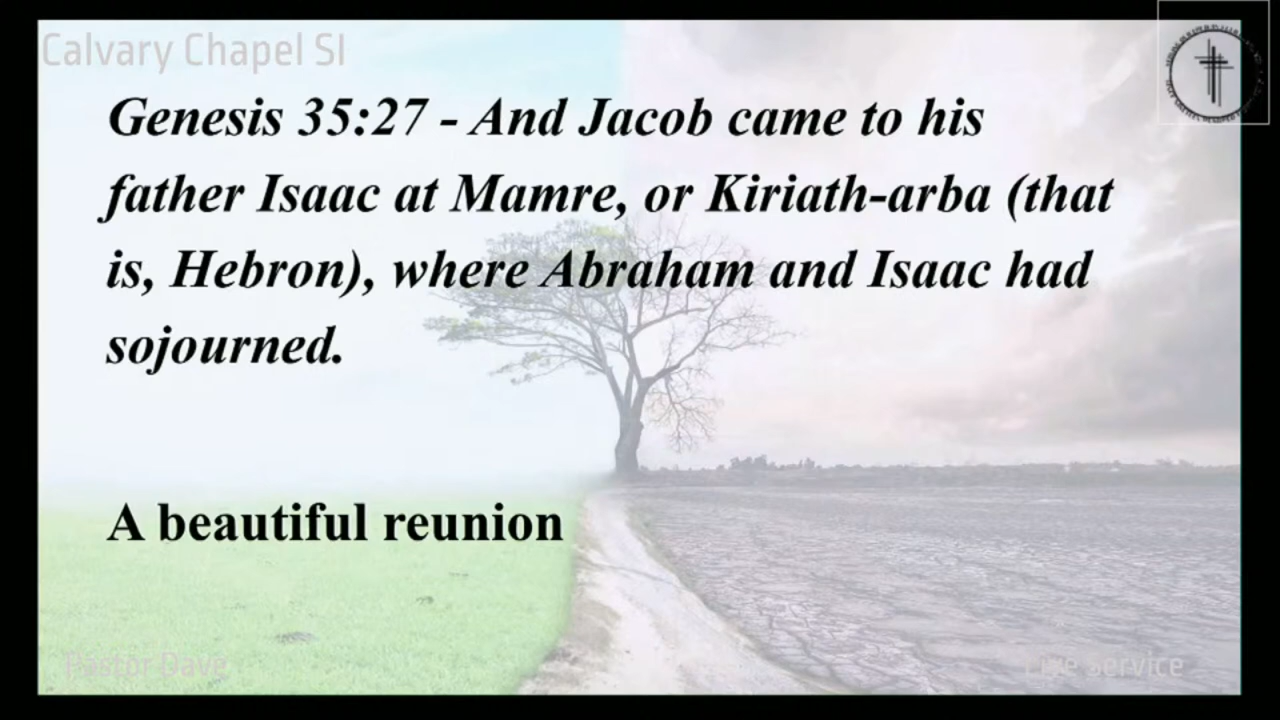 Calvary Chapel SI
Genesis 35:27 - And Jacob came to his
father Isaac at Mamre, or Kiriath-arba (that
is, Hebron), where Abraham and Isaac had
sojourned.
A beautiful reunion
Pastor Dave
Live Service